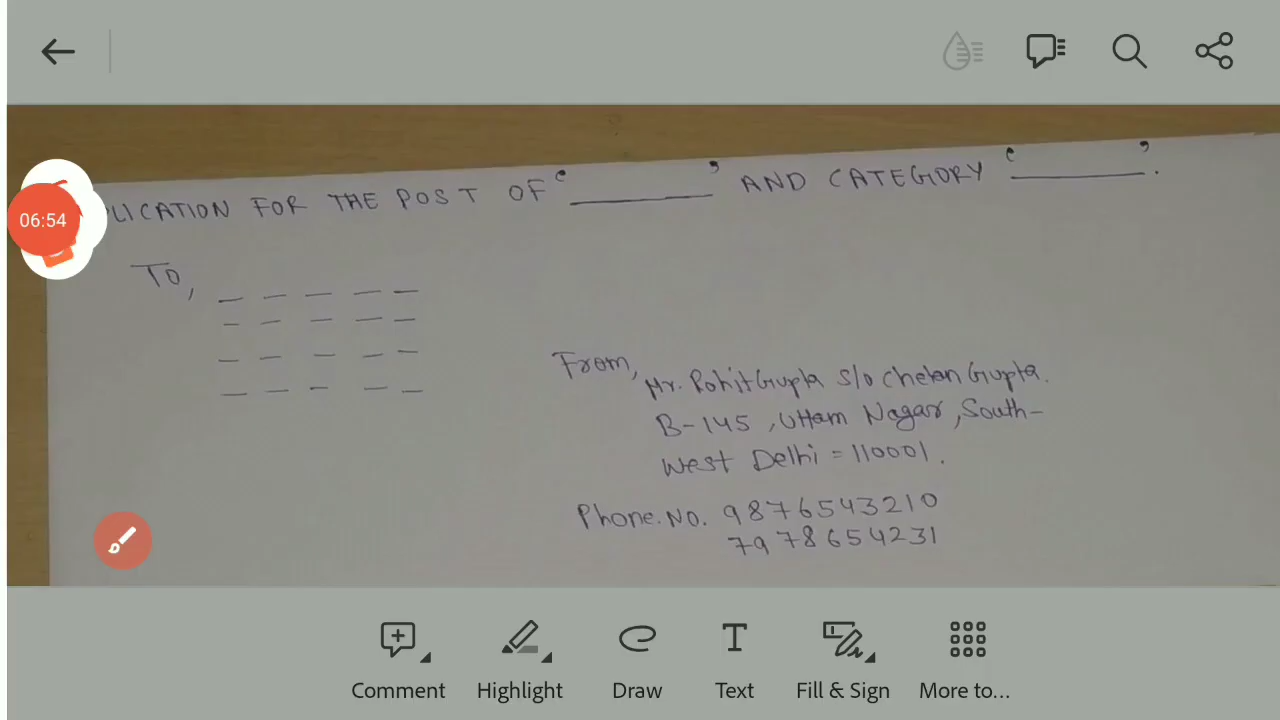 06:54
PLICATION FOR THE POST OF ‘________’ AND CATEGORY ‘________’.
To,
From,
Mr. Rohit Gupta S/o Chetan Gupta.
B-145, Uttam Nagar, South-
West Delhi = 110001.
Phone.No. 9876543210
7978654231
Comment
Highlight
Draw
Text
Fill & Sign
More to...